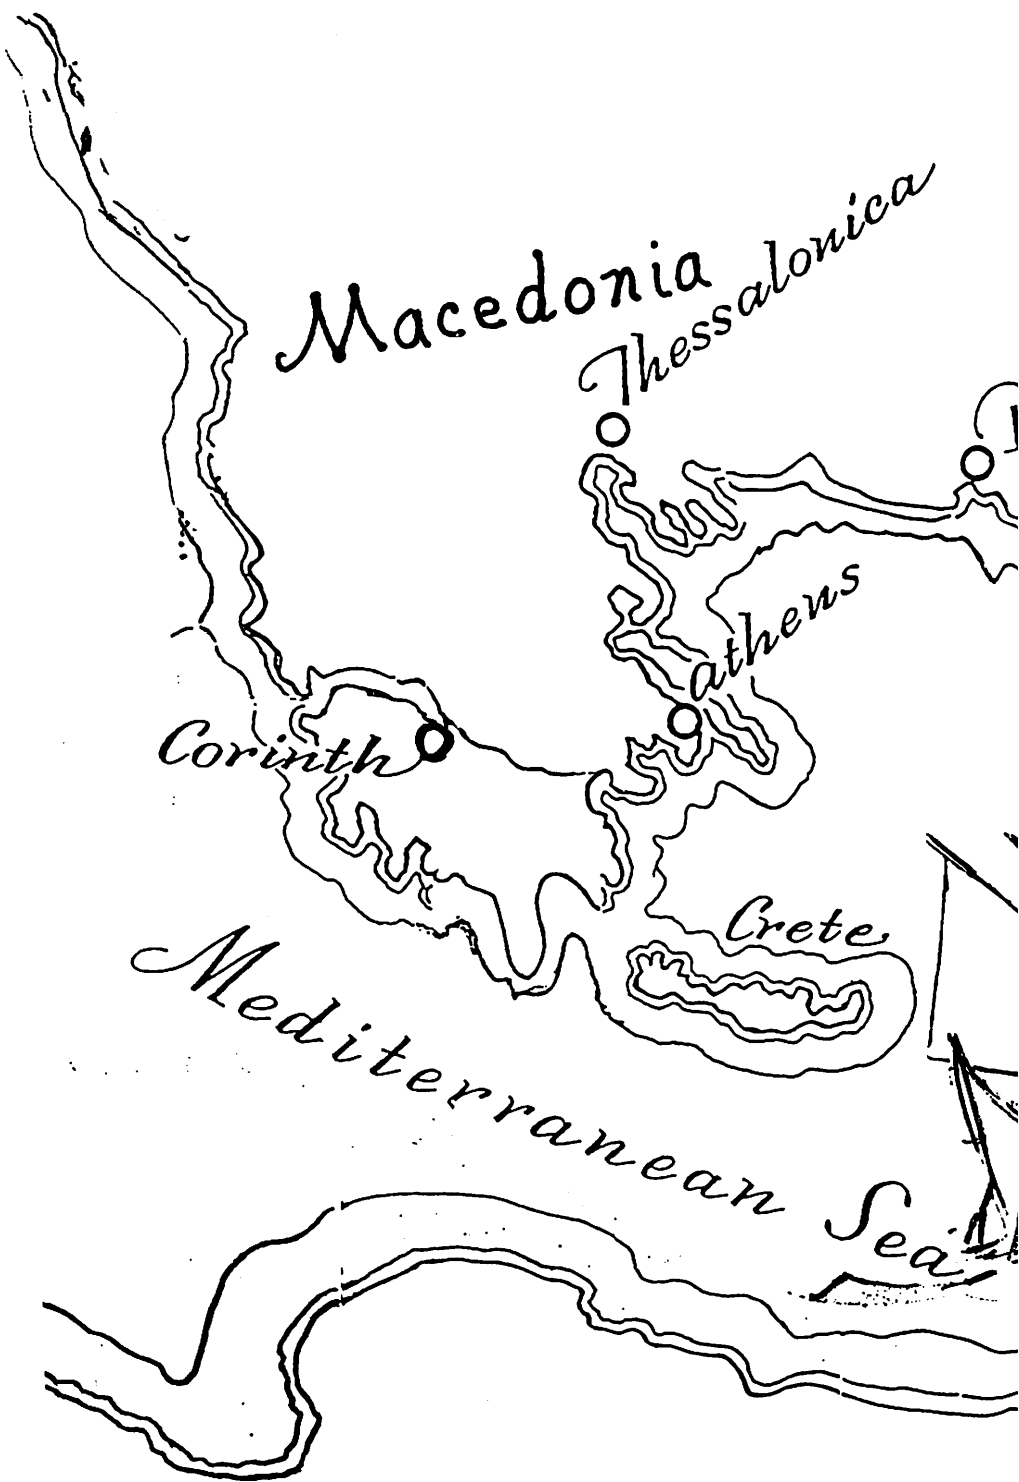 Macedonia
Thessalonica
athens
Corinth
Crete
Mediterranean Sea